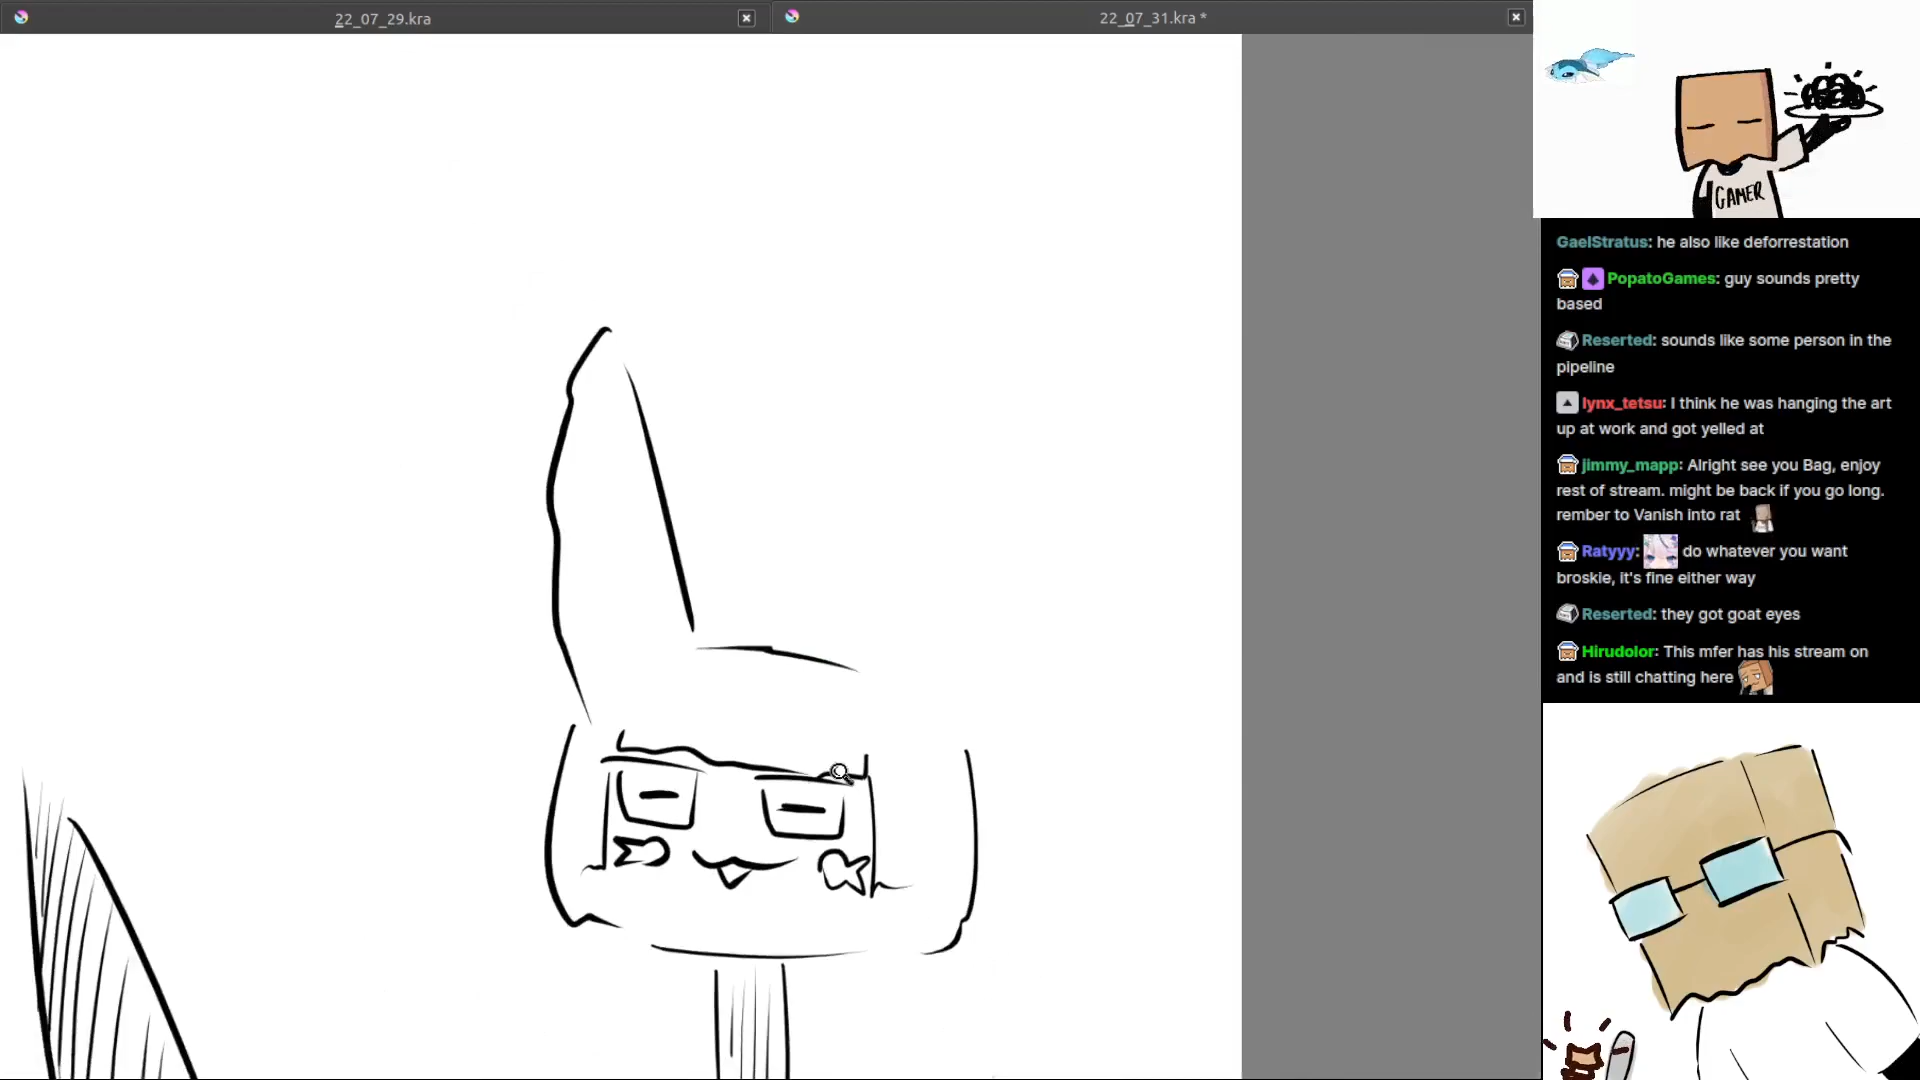 22_07_29.kra
22_07_31.kra *
GAMER
GaelStratus: he also like deforrestation
PopatoGames: guy sounds pretty
based
Reserted: sounds like some person in the
pipeline
lynx_tetsu: I think he was hanging the art
up at work and got yelled at
jimmy_mapp: Alright see you Bag, enjoy
rest of stream. might be back if you go long.
rember to Vanish into rat
Ratyyy: do whatever you want
broskie, it's fine either way
Reserted: they got goat eyes
Hirudolor: This mfer has his stream on
and is still chatting here